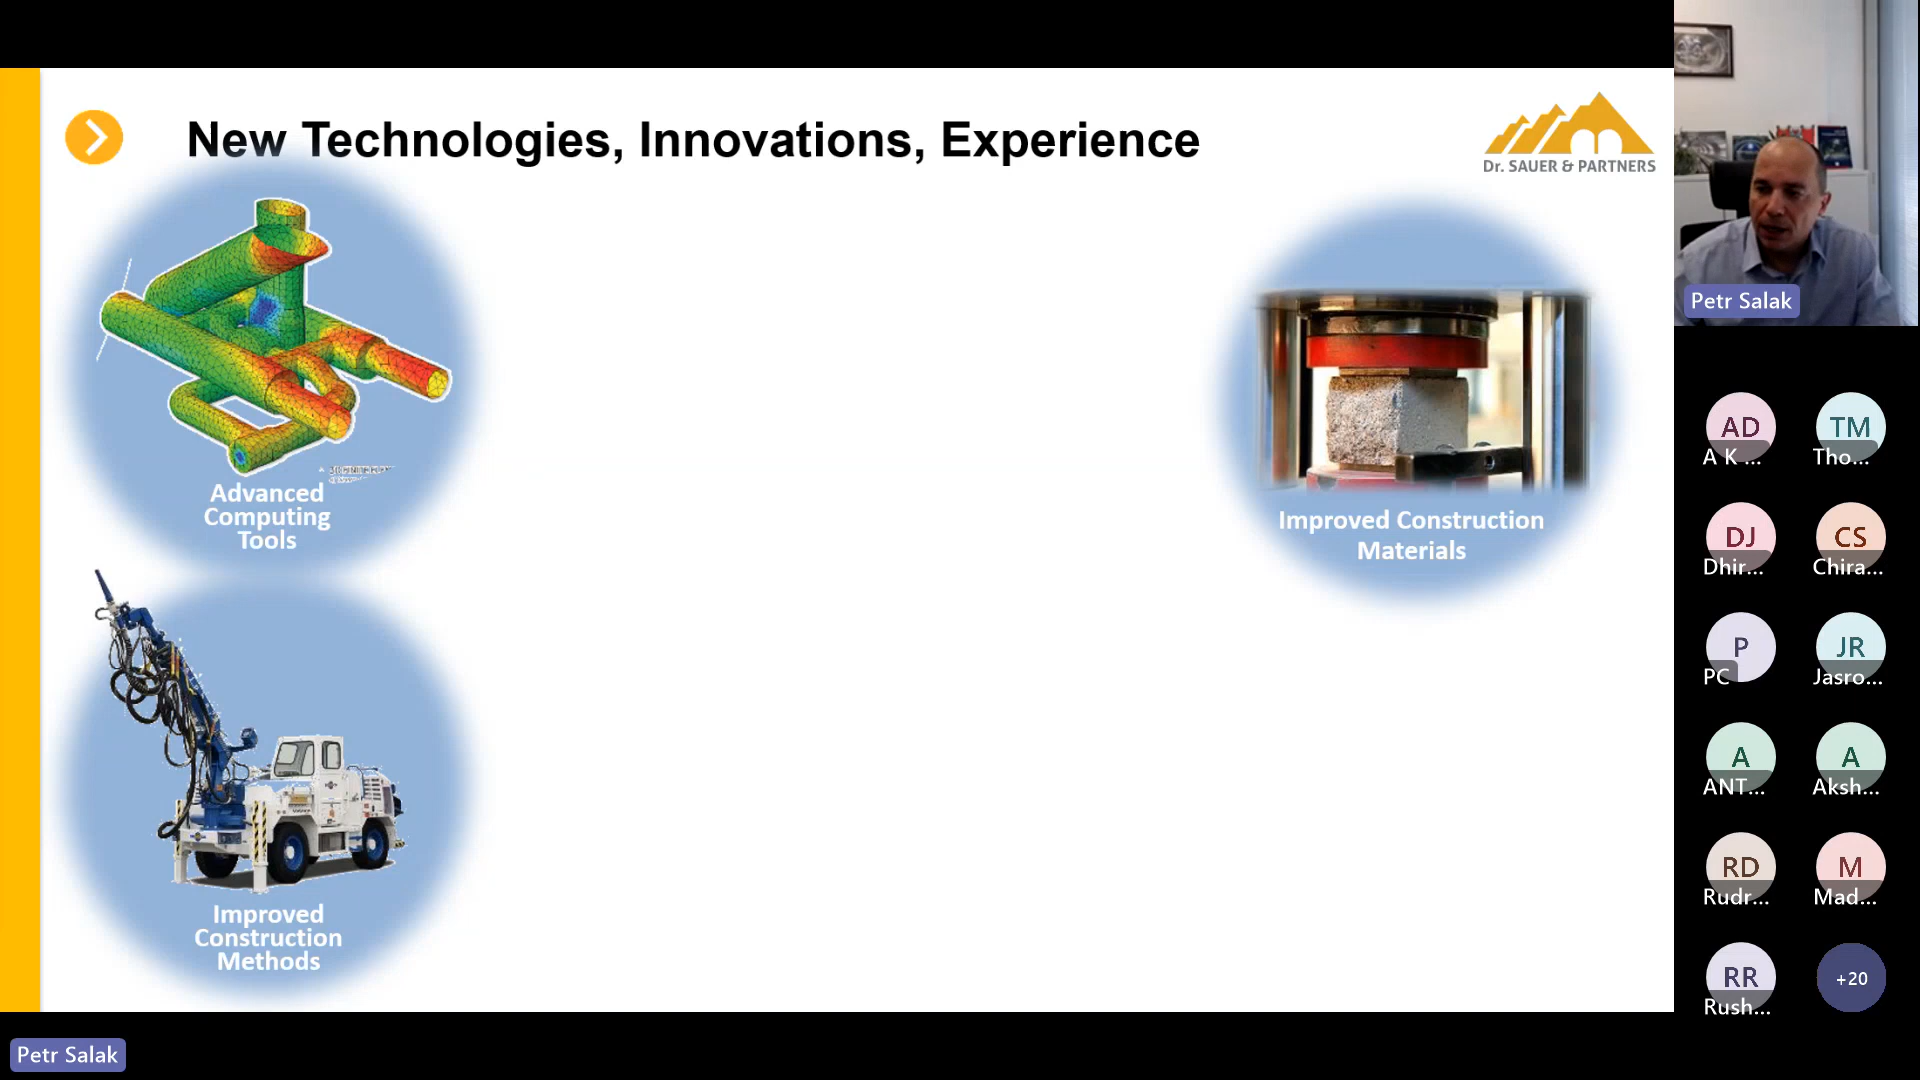 New Technologies, Innovations, Experience
Dr. SAUER & PARTNERS
Advanced
Computing
Tools
Improved Construction
Materials
Improved
Construction
Methods
Petr Salak
AD
A K ...
TM
Tho...
DJ
Dhir...
CS
Chira...
P
PC
JR
Jasro...
A
ANT...
A
Aksh...
RD
Rudr...
M
Mad...
RR
Rush...
+20
Petr Salak